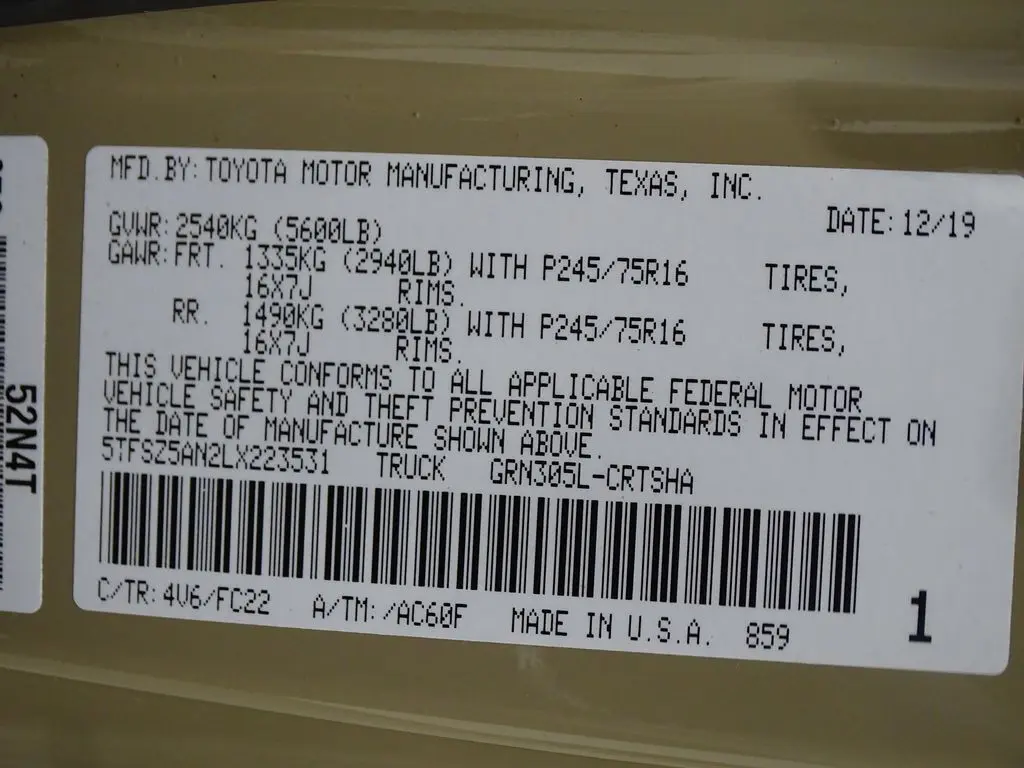 MFD.BY:TOYOTA MOTOR MANUFACTURING, TEXAS, INC.
DATE:12/19
GVWR:2540KG (5600LB)
GAWR:FRT. 1335KG (2940LB) WITH P245/75R16 TIRES,
16X7J RIMS.
RR. 1490KG (3280LB) WITH P245/75R16 TIRES,
16X7J RIMS.
THIS VEHICLE CONFORMS TO ALL APPLICABLE FEDERAL MOTOR
VEHICLE SAFETY AND THEFT PREVENTION STANDARDS IN EFFECT ON
THE DATE OF MANUFACTURE SHOWN ABOVE.
5TFSZ5AN2LX223531 TRUCK GRN305L-CRTSHA
C/TR:4V6/FC22 A/TM:/AC60F MADE IN U.S.A. 859
1
52N4T